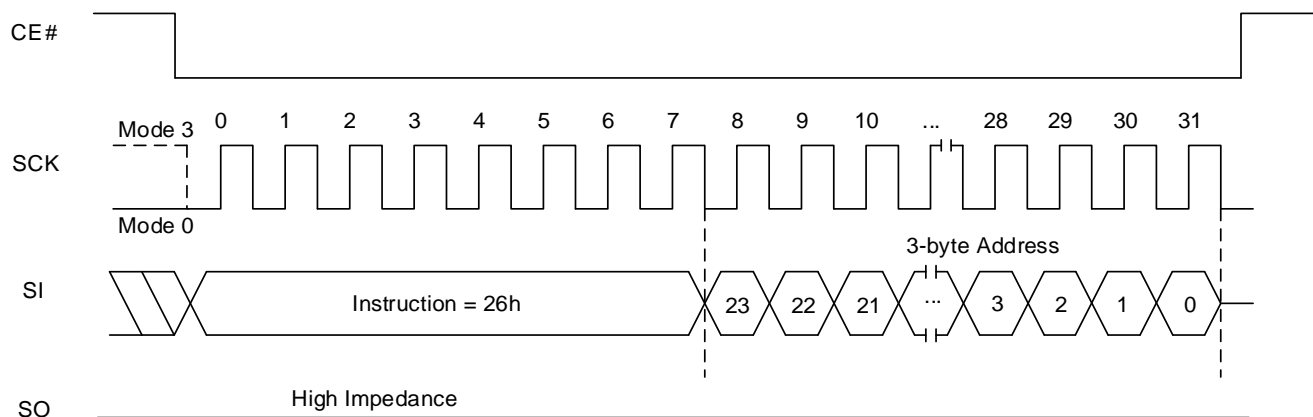 CE#
0 1 2 3 4 5 6 7 8 9 10 ... 28 29 30 31
Mode 3
SCK
Mode 0
3-byte Address
SI
Instruction = 26h
23 22 21 ... 3 2 1 0
High Impedance
SO